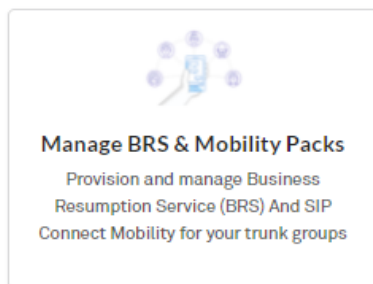 Manage BRS & Mobility Packs
Provision and manage Business
Resumption Service (BRS) And SIP
Connect Mobility for your trunk groups